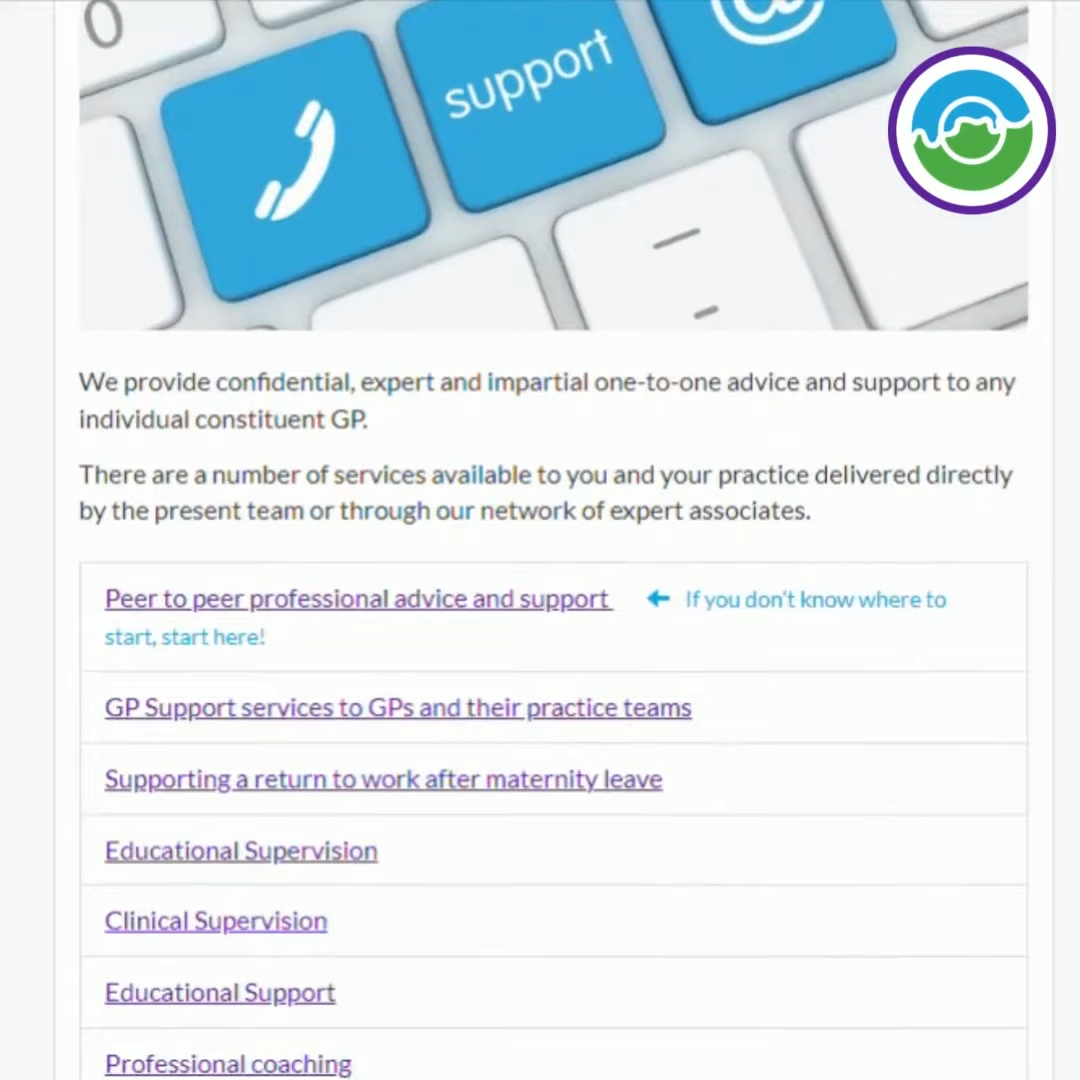 0
support
@
We provide confidential, expert and impartial one-to-one advice and support to any
individual constituent GP.
There are a number of services available to you and your practice delivered directly
by the present team or through our network of expert associates.
Peer to peer professional advice and support ← If you don't know where to
start, start here!
GP Support services to GPs and their practice teams
Supporting a return to work after maternity leave
Educational Supervision
Clinical Supervision
Educational Support
Professional coaching